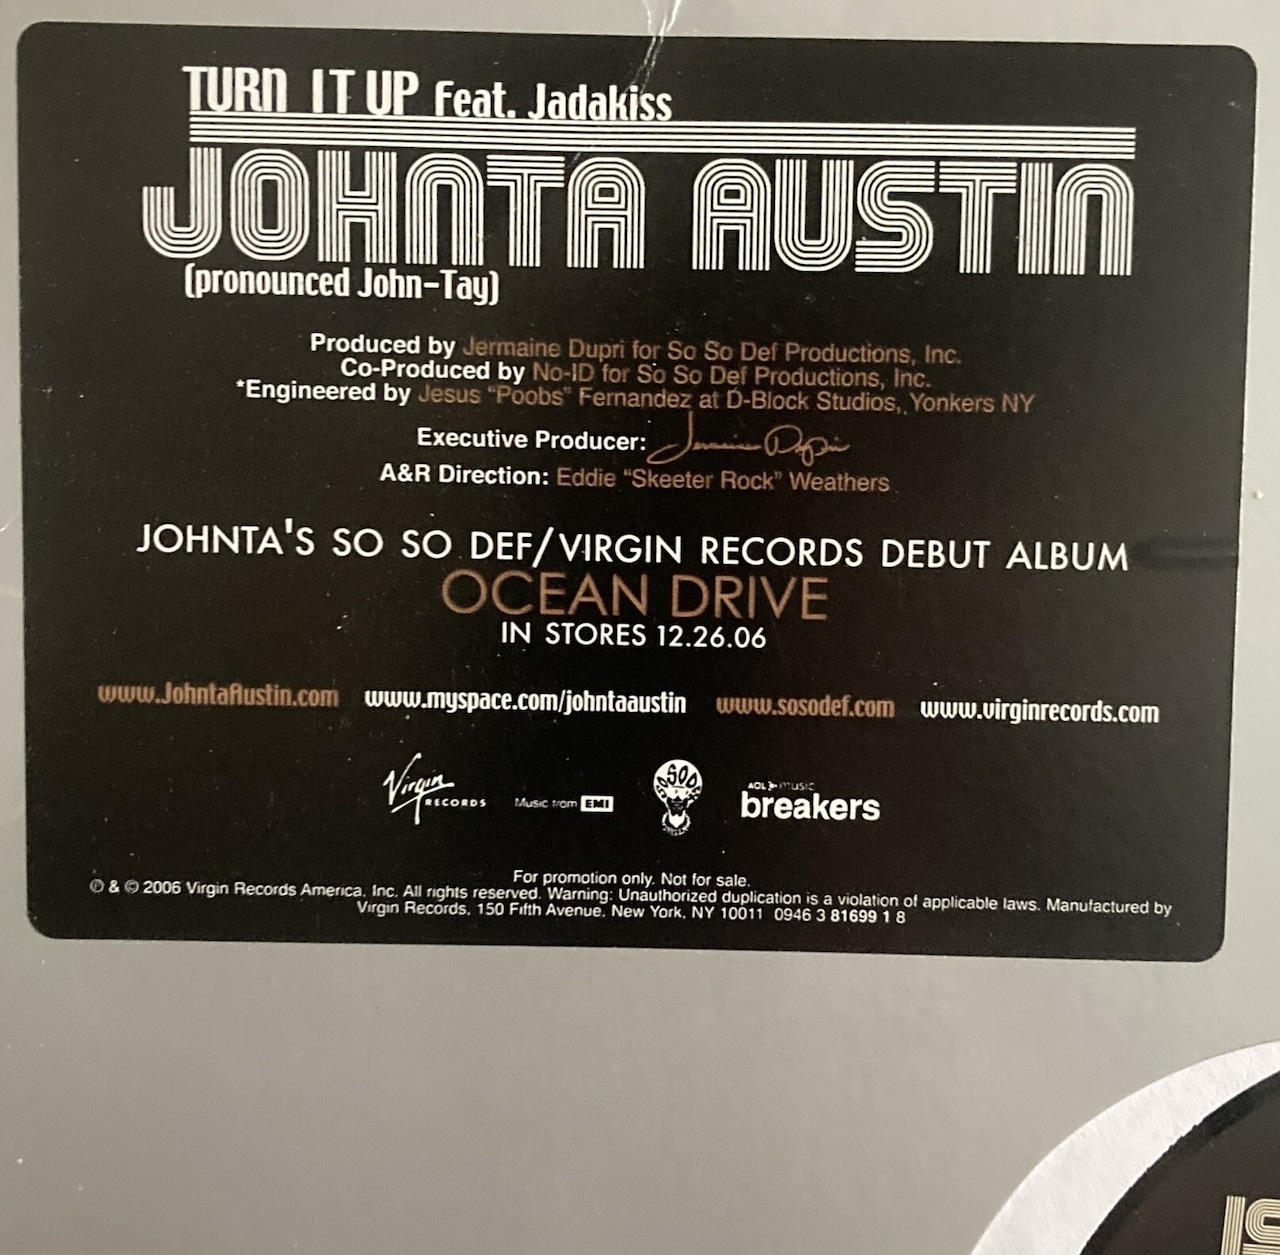 TURN IT UP Feat. Jadakiss
JOHNTA AUSTIN
(pronounced John-Tay)
Produced by Jermaine Dupri for So So Def Productions, Inc.
Co-Produced by No-ID for So So Def Productions, Inc.
*Engineered by Jesus "Poobs" Fernandez at D-Block Studios, Yonkers NY
Executive Producer: Jermaine Dupri
A&R Direction: Eddie "Skeeter Rock" Weathers
JOHNTA'S SO SO DEF/VIRGIN RECORDS DEBUT ALBUM
OCEAN DRIVE
IN STORES 12.26.06
www.JohntaAustin.com www.myspace.com/johntaaustin www.sosodef.com www.virginrecords.com
Virgin RECORDS Music from EMI SO SO DEF AOL music
breakers
For promotion only. Not for sale.
℗ & © 2006 Virgin Records America, Inc. All rights reserved. Warning: Unauthorized duplication is a violation of applicable laws. Manufactured by
Virgin Records, 150 Fifth Avenue, New York, NY 10011 0946 3 81699 1 8